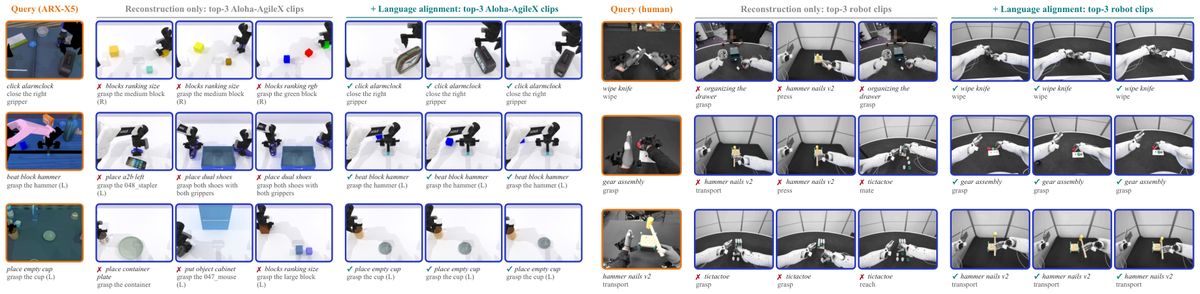 Query (ARX-X5)
Reconstruction only: top-3 Aloha-AgileX clips
+ Language alignment: top-3 Aloha-AgileX clips
click alarmclock
close the right
gripper
✗ blocks ranking size
grasp the medium block
(R)
✗ blocks ranking size
grasp the medium block
(R)
✗ blocks ranking rgb
grasp the green block
(R)
✓ click alarmclock
close the right
gripper
✓ click alarmclock
close the right
gripper
✓ click alarmclock
close the right
gripper
beat block hammer
grasp the hammer (L)
✗ place a2b left
grasp the 048_stapler
(L)
✗ place dual shoes
grasp both shoes with
both grippers
✗ place dual shoes
grasp both shoes with
both grippers
✓ beat block hammer
grasp the hammer (L)
✓ beat block hammer
grasp the hammer (L)
✓ beat block hammer
grasp the hammer (L)
place empty cup
grasp the cup (L)
✗ place container
plate
grasp the container
✗ put object cabinet
grasp the 047_mouse
(L)
✗ blocks ranking size
grasp the large block
(L)
✓ place empty cup
grasp the cup (L)
✓ place empty cup
grasp the cup (L)
✓ place empty cup
grasp the cup (L)
Query (human)
Reconstruction only: top-3 robot clips
+ Language alignment: top-3 robot clips
wipe knife
wipe
✗ organizing the
drawer
grasp
✗ hammer nails v2
press
✗ organizing the
drawer
grasp
✓ wipe knife
wipe
✓ wipe knife
wipe
✓ wipe knife
wipe
gear assembly
grasp
✗ hammer nails v2
transport
✗ hammer nails v2
press
✗ tictactoe
mate
✓ gear assembly
grasp
✓ gear assembly
grasp
✓ gear assembly
grasp
hammer nails v2
transport
✗ tictactoe
grasp
✗ tictactoe
grasp
✗ tictactoe
reach
✓ hammer nails v2
transport
✓ hammer nails v2
transport
✓ hammer nails v2
transport